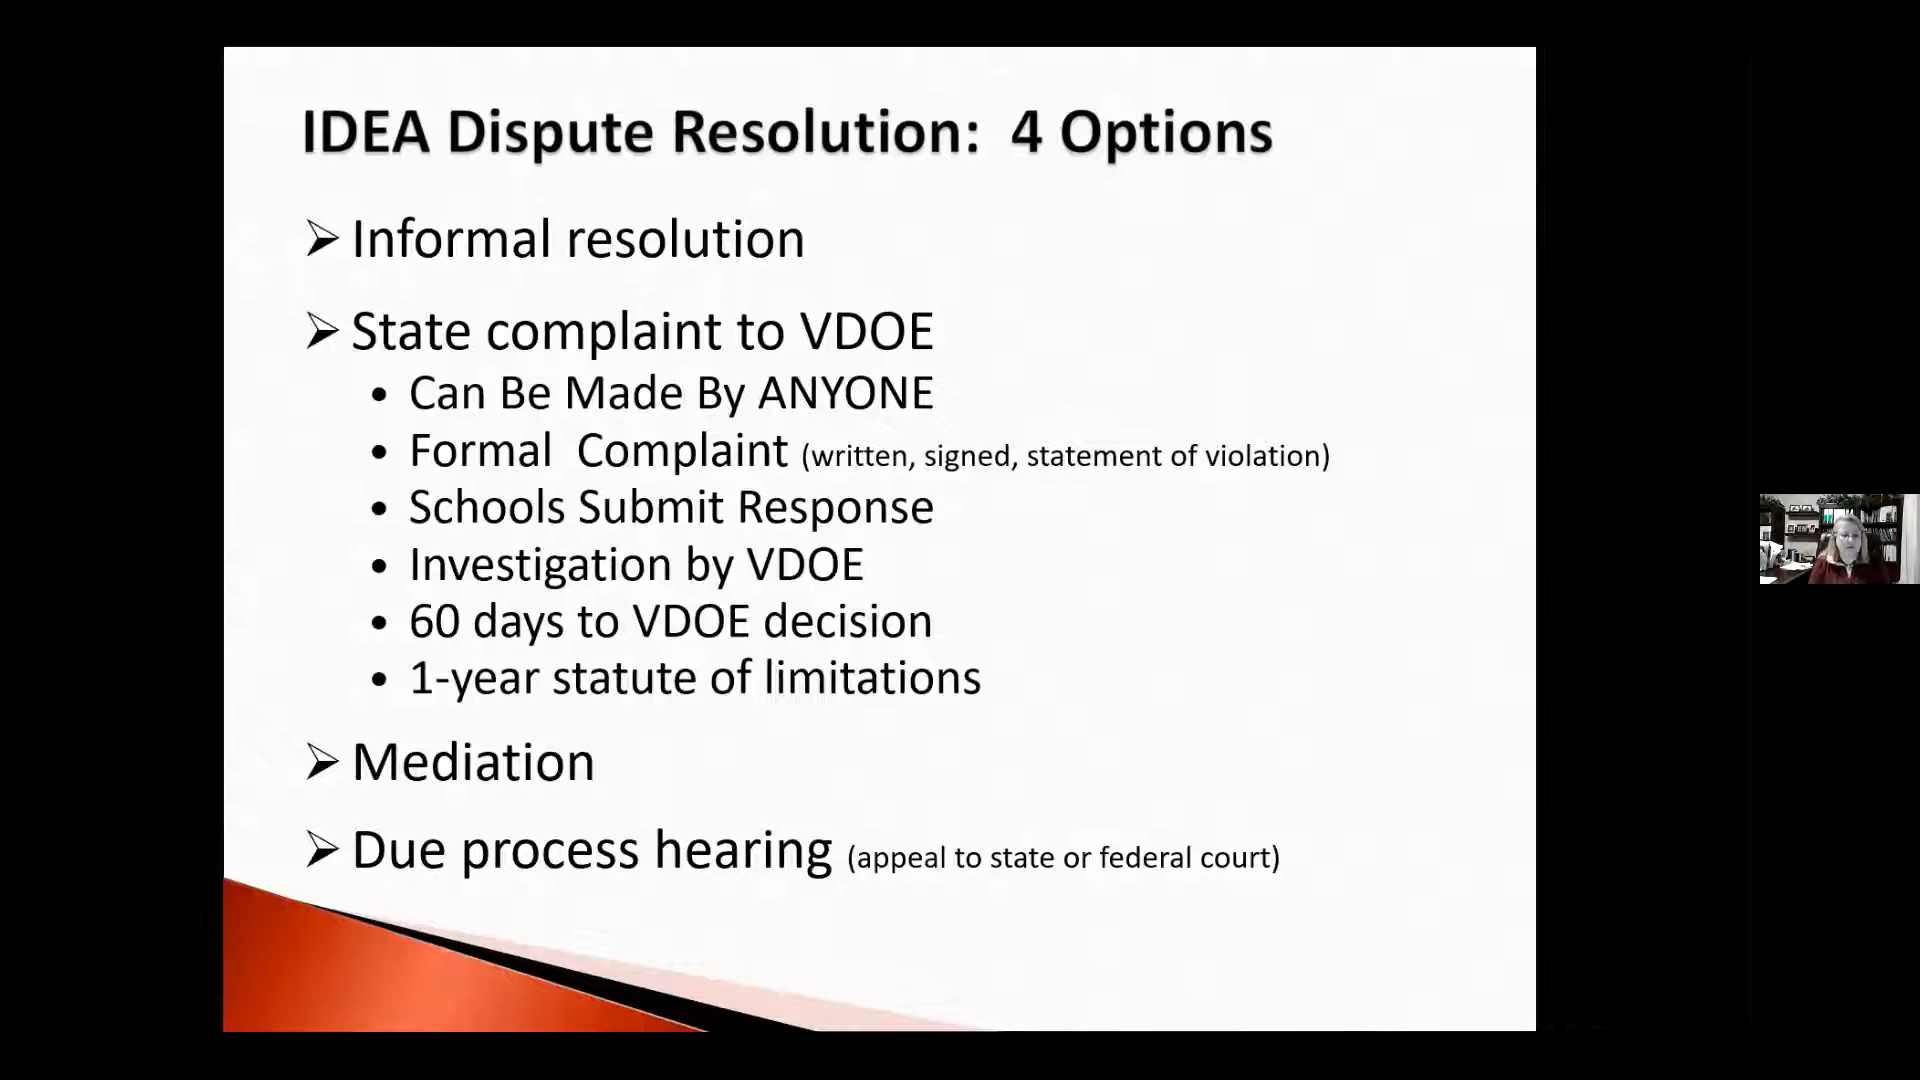 IDEA Dispute Resolution:  4 Options
➢ Informal resolution
➢ State complaint to VDOE
• Can Be Made By ANYONE
• Formal  Complaint (written, signed, statement of violation)
• Schools Submit Response
• Investigation by VDOE
• 60 days to VDOE decision
• 1-year statute of limitations
➢ Mediation
➢ Due process hearing (appeal to state or federal court)